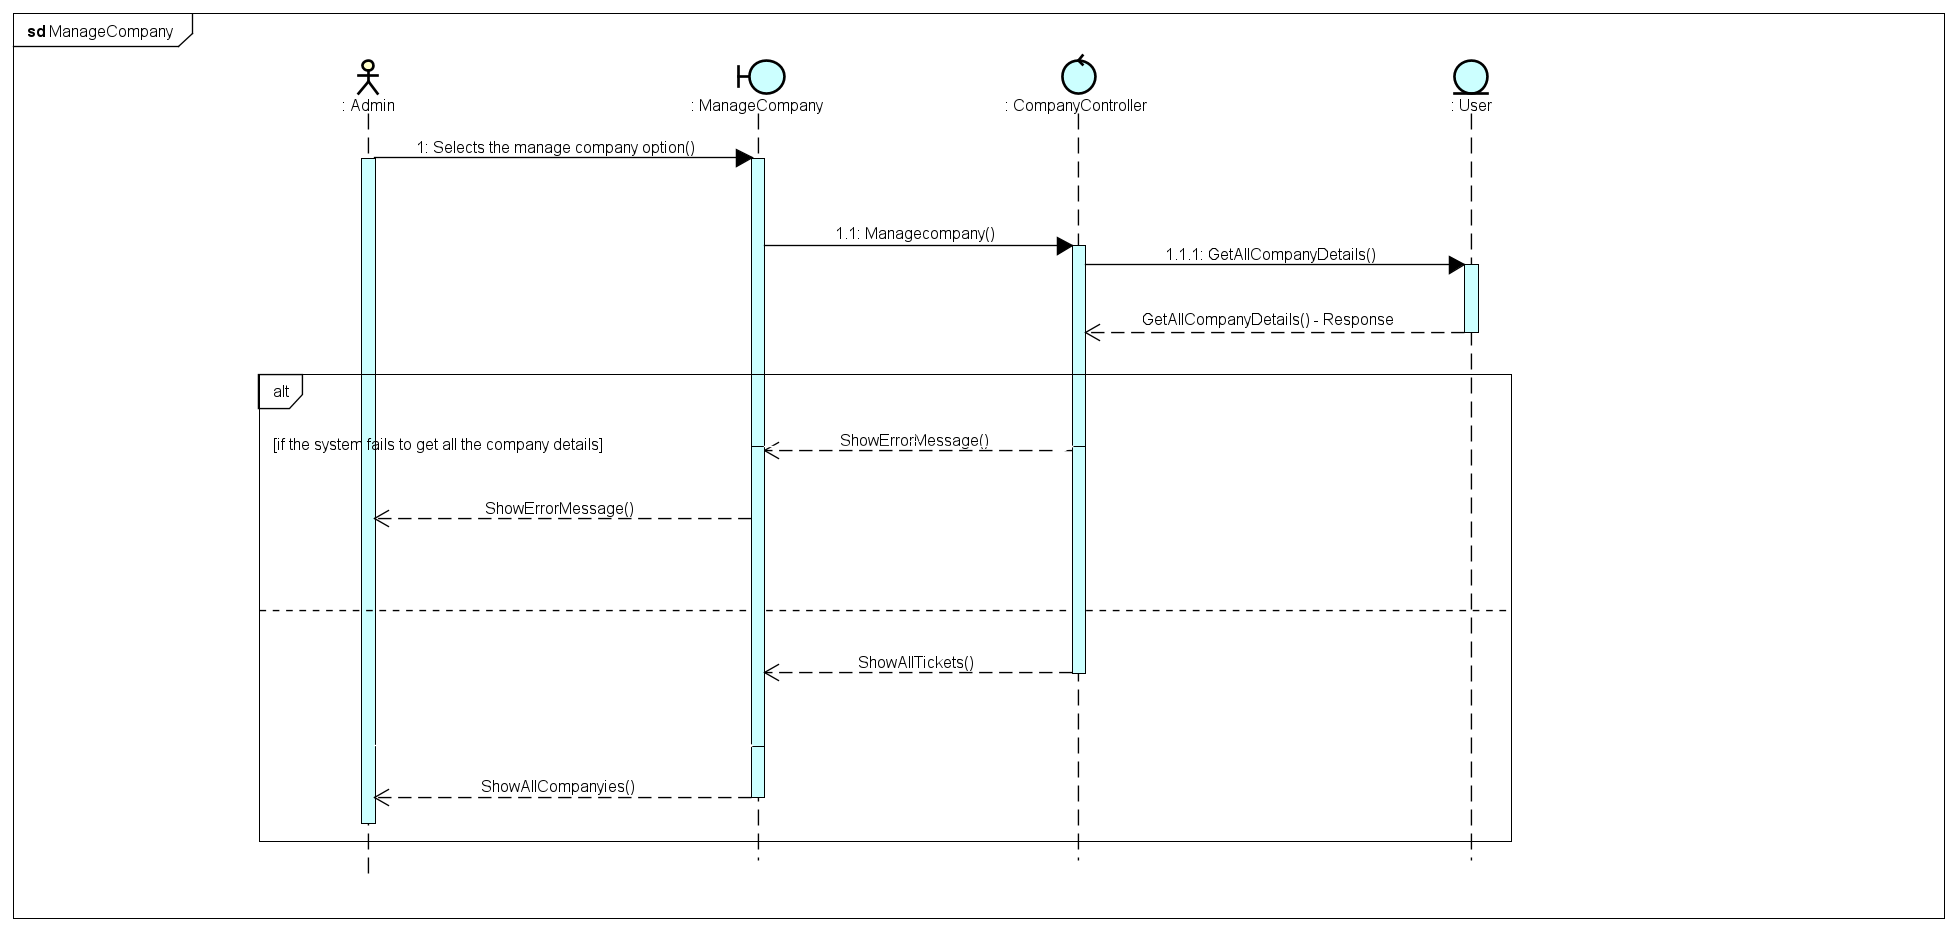 sd ManageCompany
: Admin
: ManageCompany
: CompanyController
: User
1: Selects the manage company option()
1.1: Managecompany()
1.1.1: GetAllCompanyDetails()
GetAllCompanyDetails() - Response
alt
[if the system fails to get all the company details]
ShowErrorMessage()
ShowErrorMessage()
ShowAllTickets()
ShowAllCompanyies()